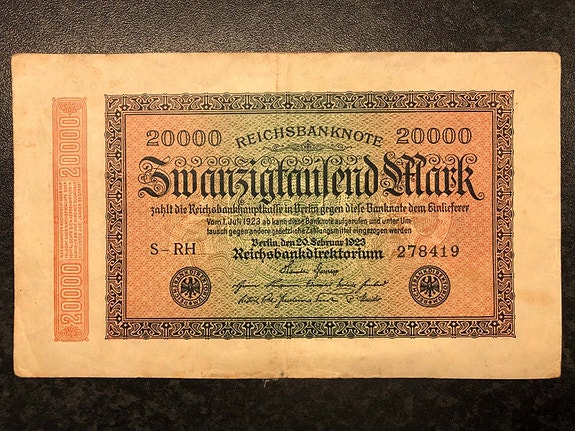 20000 REICHSBANKNOTE 20000
Zwanzigtausend Mark
zahlt die Reichsbankhauptkasse in Berlin gegen diese Banknote dem Einlieferer
Vom 1. Juli 1923 ab kann diese Banknote aufgerufen und unter Um-
tausch gegen andere gesetzliche Zahlungsmittel eingezogen werden
Berlin, den 20. Februar 1923
S-RH Reichsbankdirektorium 278419
20000
20000